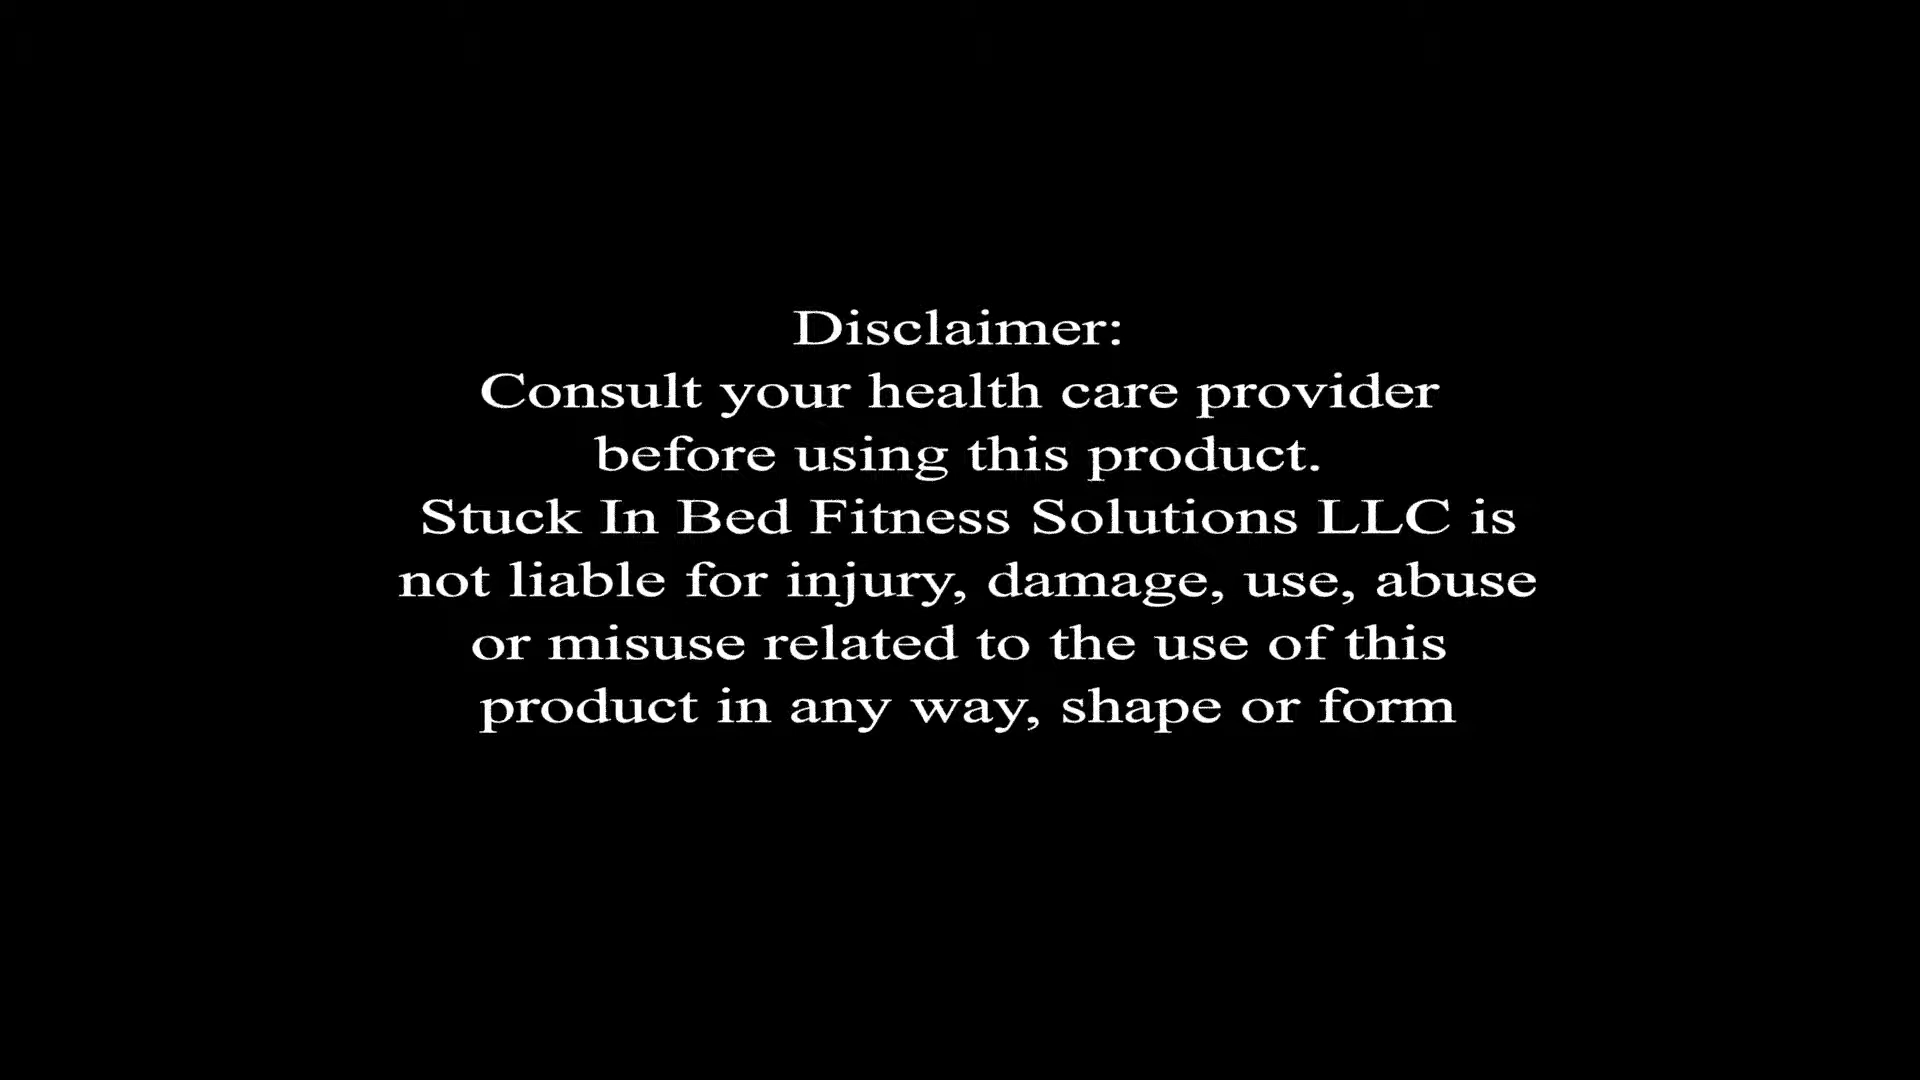 Disclaimer:
Consult your health care provider
before using this product.
Stuck In Bed Fitness Solutions LLC is
not liable for injury, damage, use, abuse
or misuse related to the use of this
product in any way, shape or form